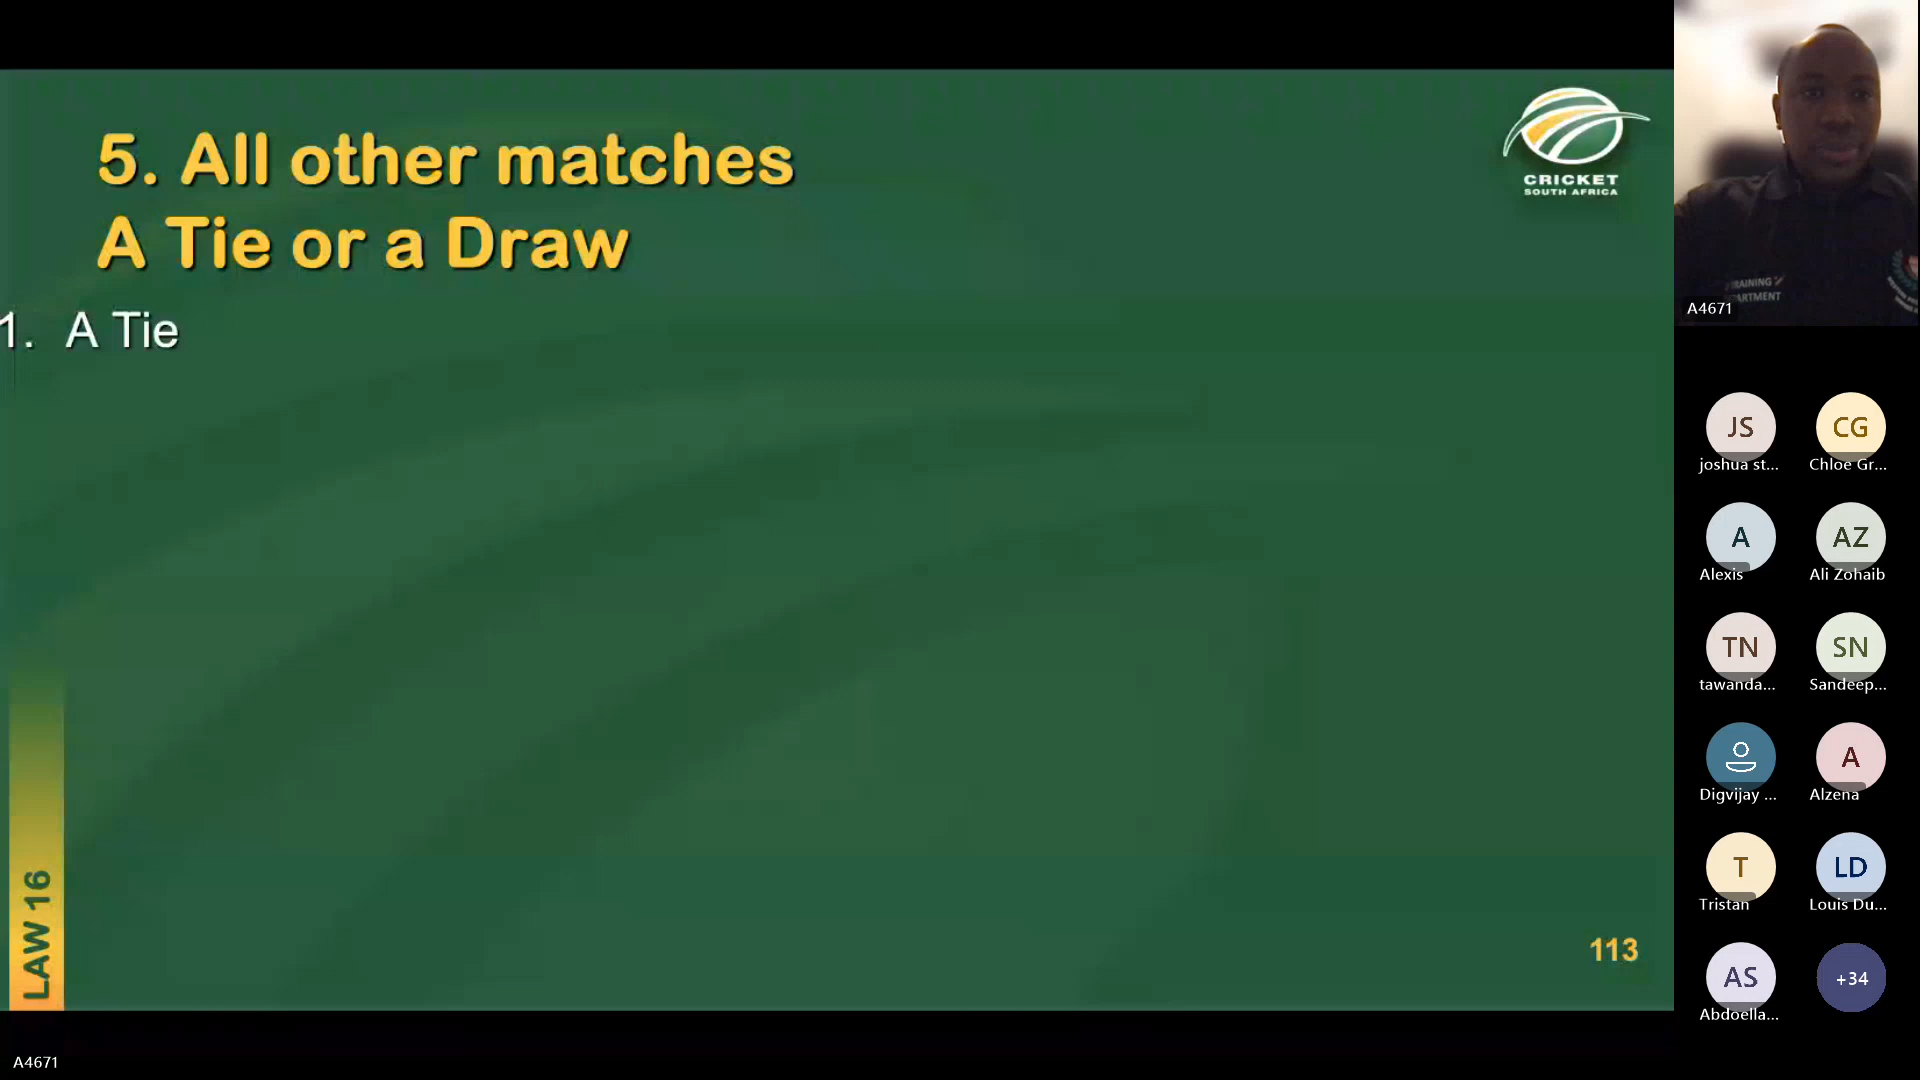 5. All other matches
A Tie or a Draw
CRICKET
SOUTH AFRICA
1. A Tie
LAW 16
113
TRAINING
A4671
JS
joshua st...
CG
Chloe Gr...
A
Alexis
AZ
Ali Zohaib
TN
tawanda...
SN
Sandeep...
Digvijay ...
A
Alzena
T
Tristan
LD
Louis Du...
AS
Abdoella...
+34
A4671